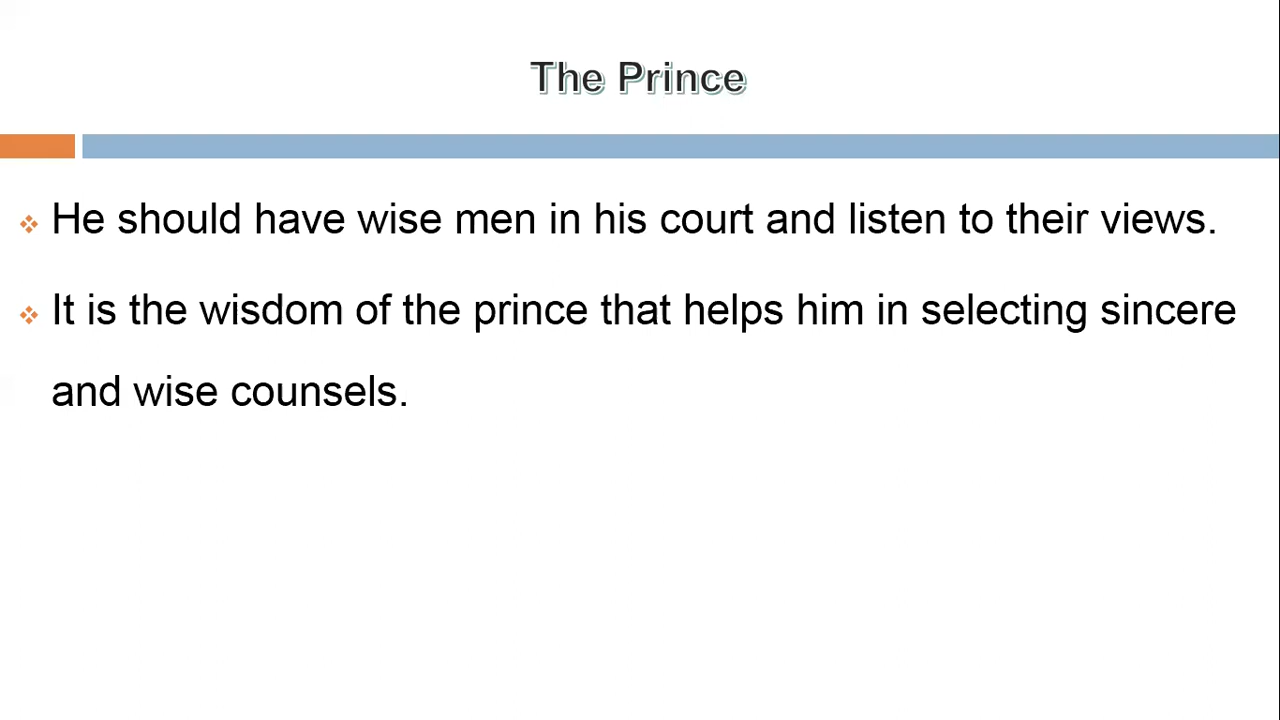 The Prince
He should have wise men in his court and listen to their views.
It is the wisdom of the prince that helps him in selecting sincere
and wise counsels.